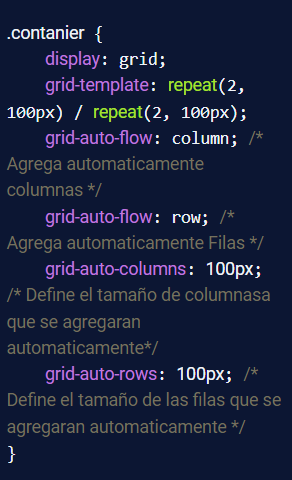 .contanier {
display: grid;
grid-template: repeat(2,
100px) / repeat(2, 100px);
grid-auto-flow: column; /*
Agrega automaticamente
columnas */
grid-auto-flow: row; /*
Agrega automaticamente Filas */
grid-auto-columns: 100px;
/* Define el tamaño de columnasa
que se agregaran
automaticamente*/
grid-auto-rows: 100px; /*
Define el tamaño de las filas que se
agregaran automaticamente */
}